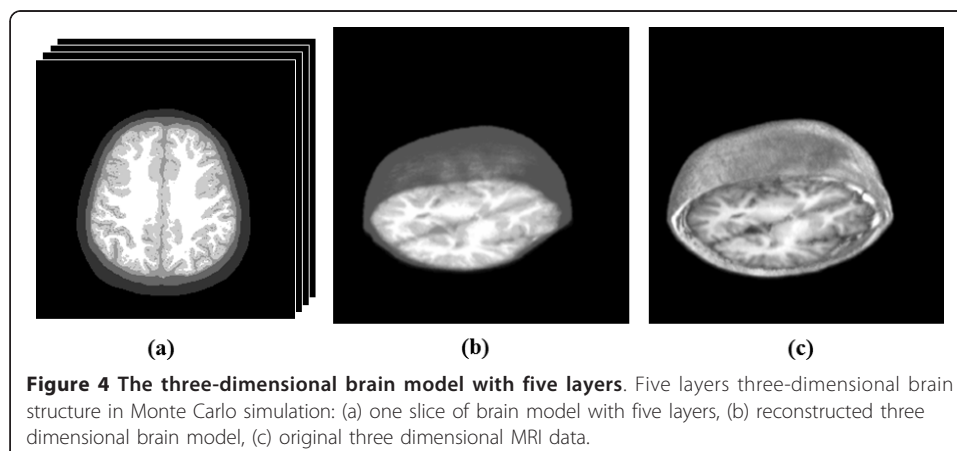 (a)
(b)
(c)
Figure 4 The three-dimensional brain model with five layers. Five layers three-dimensional brain
structure in Monte Carlo simulation: (a) one slice of brain model with five layers, (b) reconstructed three
dimensional brain model, (c) original three dimensional MRI data.